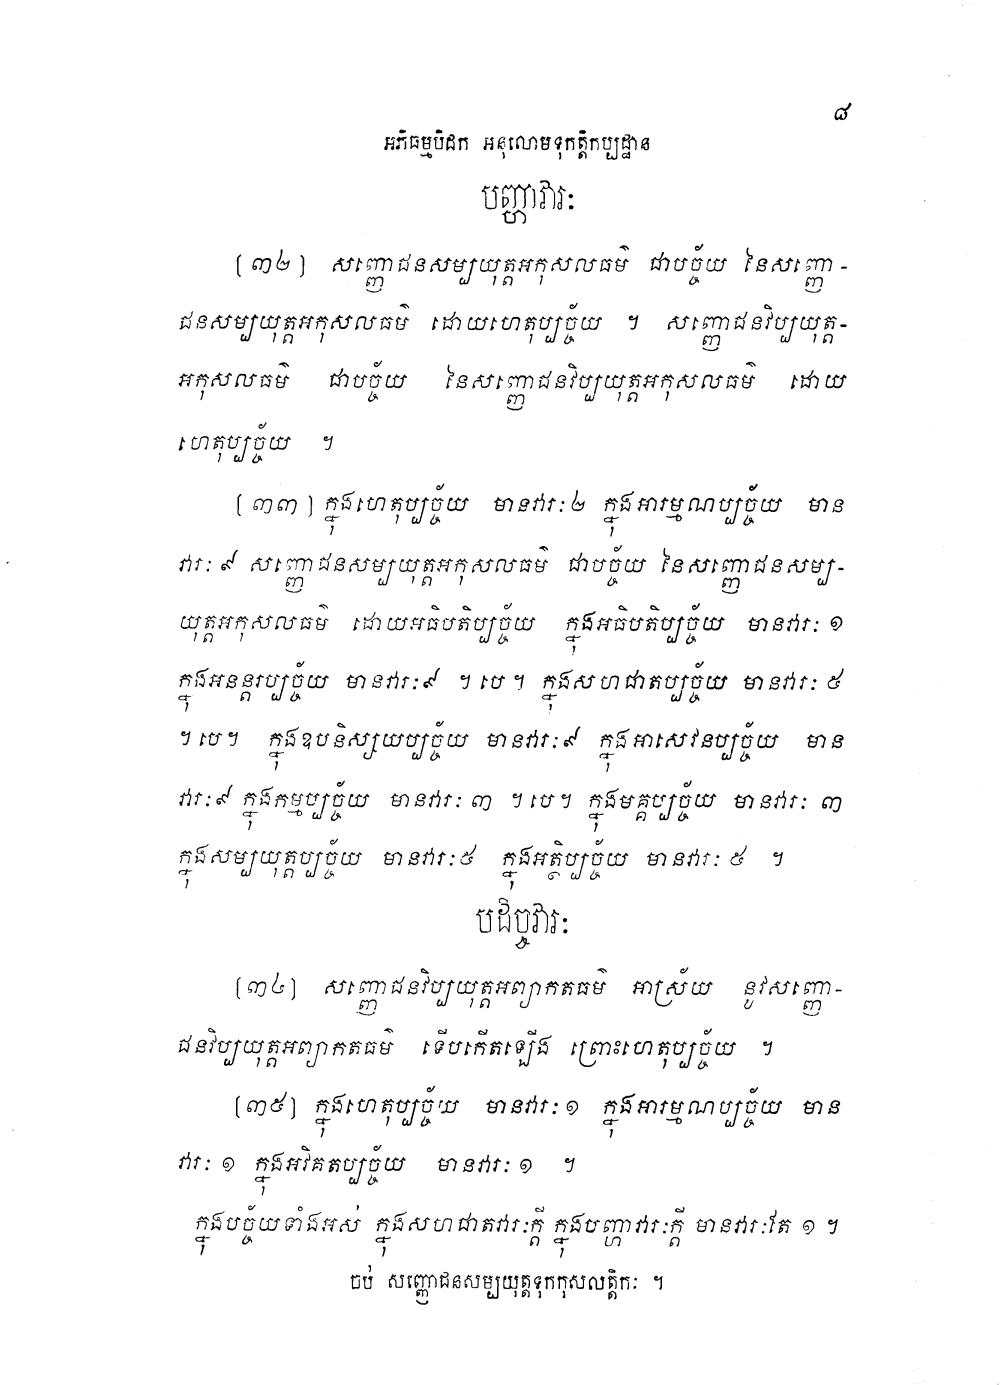 ៨
អភិធម្មបិដក អនុលោមទុកត្តិកប្បដ្ឋាន
បញ្ហាវារៈ
(៣២) សញ្ញោជនសម្បយុត្តអកុសលធម៌ ជាបច្ច័យ នៃសញ្ញោ-
ជនសម្បយុត្តអកុសលធម៌ ដោយហេតុប្បច្ច័យ ។ សញ្ញោជនវិប្បយុត្ត-
អកុសលធម៌ ជាបច្ច័យ នៃសញ្ញោជនវិប្បយុត្តអកុសលធម៌ ដោយ
ហេតុប្បច្ច័យ ។
(៣៣) ក្នុងហេតុប្បច្ច័យ មានវារៈ២ ក្នុងអារម្មណប្បច្ច័យ មាន
វារៈ ៩ សញ្ញោជនសម្បយុត្តអកុសលធម៌ ជាបច្ច័យ នៃសញ្ញោជនសម្ប-
យុត្តអកុសលធម៌ ដោយអធិបតិប្បច្ច័យ ក្នុងអធិបតិប្បច្ច័យ មានវារៈ ១
ក្នុងអនន្តរប្បច្ច័យ មានវារៈ៩ ។បេ។ ក្នុងសហជាតប្បច្ច័យ មានវារៈ ៥
។បេ។ ក្នុងឧបនិស្សយប្បច្ច័យ មានវារៈ៩ ក្នុងអាសេវនប្បច្ច័យ មាន
វារៈ៩ ក្នុងកម្មប្បច្ច័យ មានវារៈ ៣ ។បេ។ ក្នុងមគ្គប្បច្ច័យ មានវារៈ ៣
ក្នុងសម្បយុត្តប្បច្ច័យ មានវារៈ៥ ក្នុងអត្ថិប្បច្ច័យ មានវារៈ ៥ ។
បដិច្ចវារៈ
(៣៤) សញ្ញោជនវិប្បយុត្តអព្យាកតធម៌ អាស្រ័យ នូវសញ្ញោ-
ជនវិប្បយុត្តអព្យាកតធម៌ ទើបកើតឡើង ព្រោះហេតុប្បច្ច័យ ។
(៣៥) ក្នុងហេតុប្បច្ច័យ មានវារៈ១ ក្នុងអារម្មណប្បច្ច័យ មាន
វារៈ ១ ក្នុងអវិគតប្បច្ច័យ មានវារៈ ១ ។
ក្នុងបច្ច័យទាំងអស់ ក្នុងសហជាតវារៈក្តី ក្នុងបញ្ហាវារៈក្តី មានវារៈតែ ១ ។
ចប់ សញ្ញោជនសម្បយុត្តទុកកុសលត្តិកៈ ។